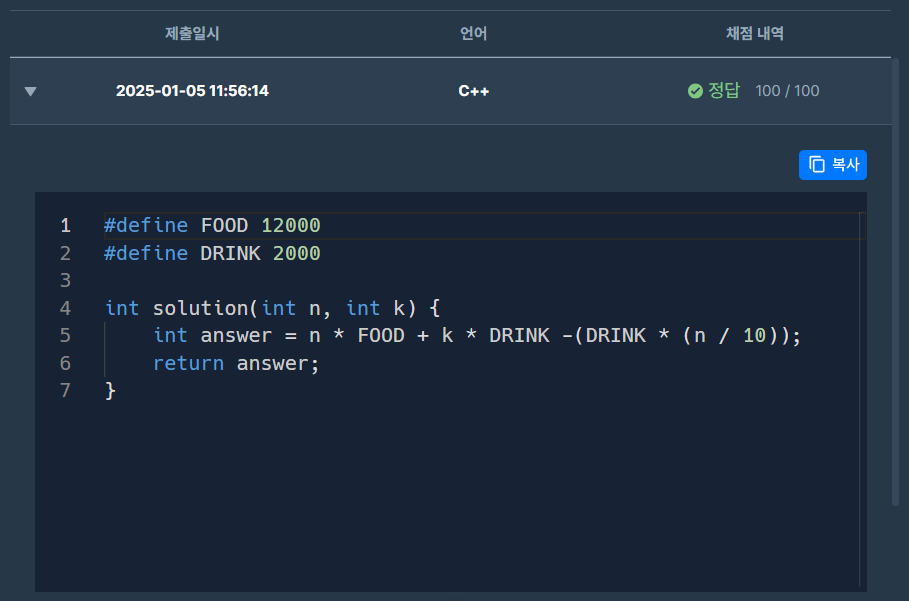 제출일시 언어 채점 내역
2025-01-05 11:56:14 C++ 정답 100 / 100
복사
1 #define FOOD 12000
2 #define DRINK 2000
3
4 int solution(int n, int k) {
5     int answer = n * FOOD + k * DRINK -(DRINK * (n / 10));
6     return answer;
7 }